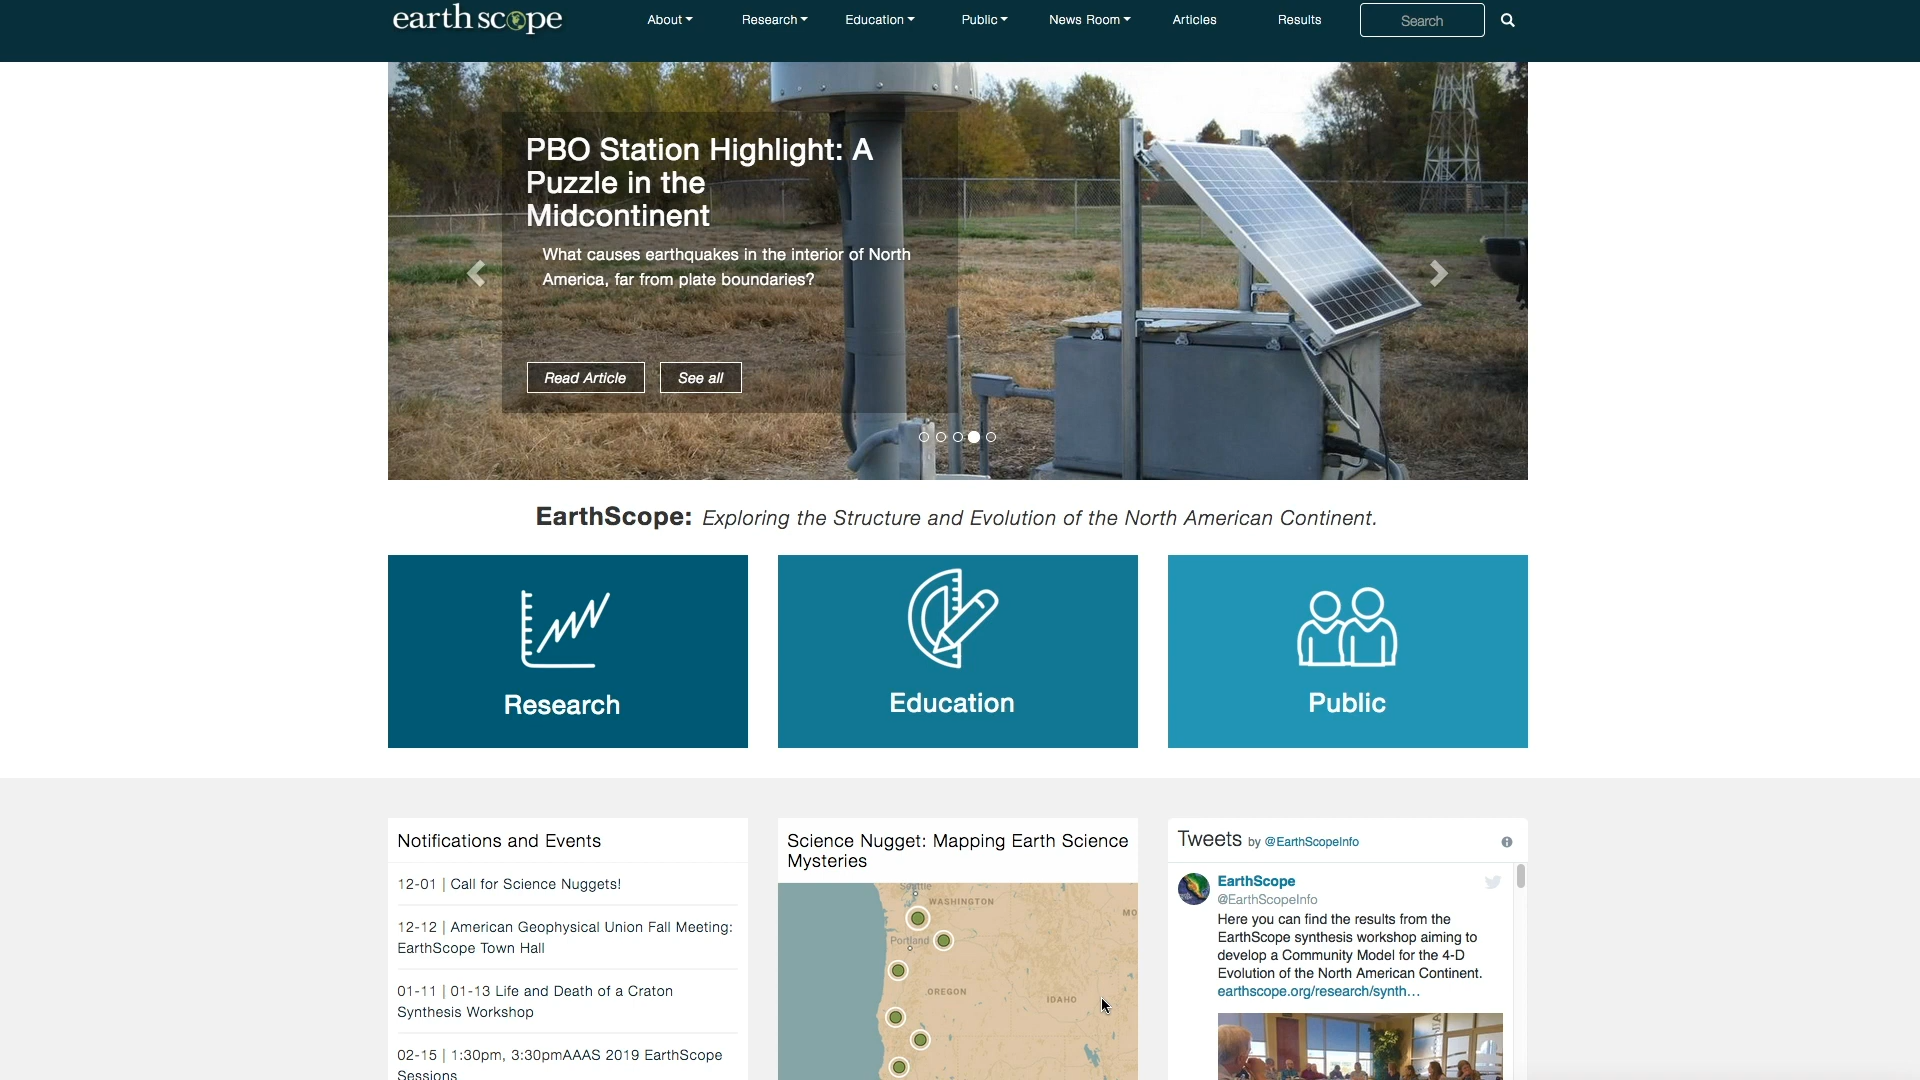 earth scope
About Research Education Public News Room Articles Results Search
PBO Station Highlight: A
Puzzle in the
Midcontinent
What causes earthquakes in the interior of North
America, far from plate boundaries?
Read Article See all
EarthScope: Exploring the Structure and Evolution of the North American Continent.
Research
Education
Public
Notifications and Events
12-01 | Call for Science Nuggets!
12-12 | American Geophysical Union Fall Meeting:
EarthScope Town Hall
01-11 | 01-13 Life and Death of a Craton
Synthesis Workshop
02-15 | 1:30pm, 3:30pmAAAS 2019 EarthScope
Sessions
Science Nugget: Mapping Earth Science
Mysteries
Seattle
WASHINGTON
MO
Portland
OREGON
IDAHO
Tweets by @EarthScopeInfo
EarthScope
@EarthScopeInfo
Here you can find the results from the
EarthScope synthesis workshop aiming to
develop a Community Model for the 4-D
Evolution of the North American Continent.
earthscope.org/research/synth…